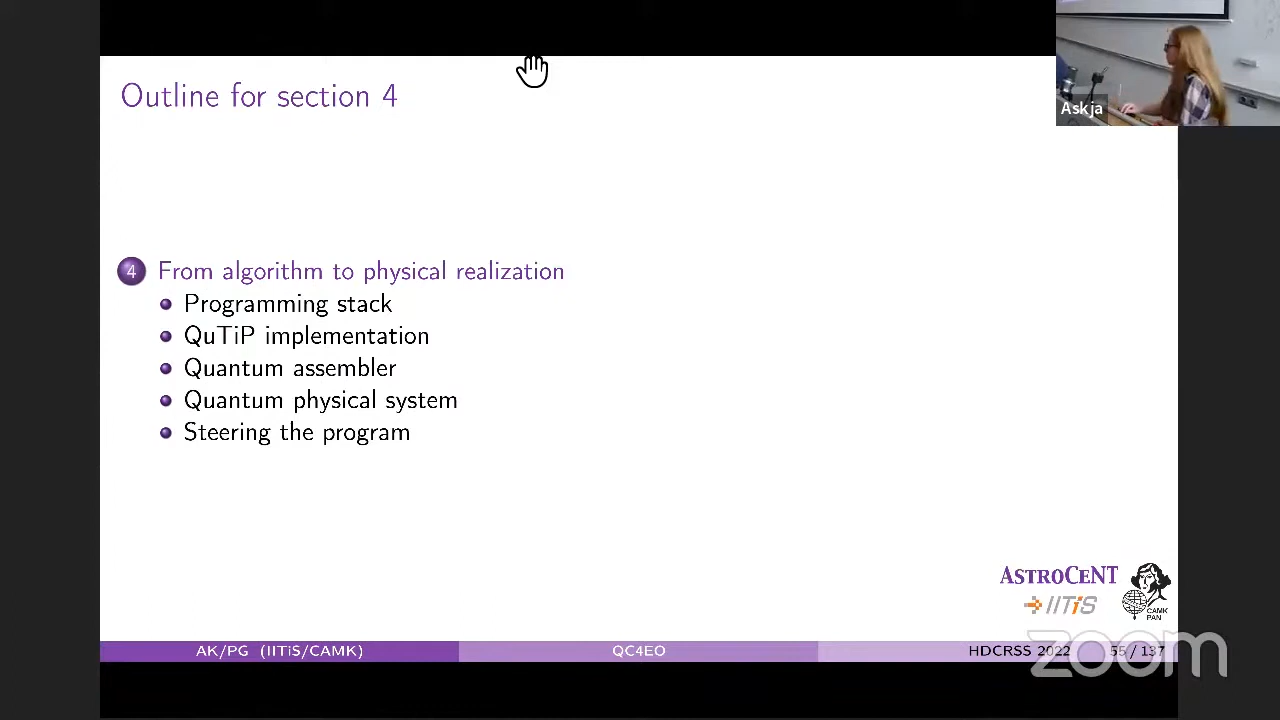 Outline for section 4
Askja
4 From algorithm to physical realization
Programming stack
QuTiP implementation
Quantum assembler
Quantum physical system
Steering the program
ASTROCENT
IITiS
CAMK
PAN
AK/PG (IITiS/CAMK)
QC4EO
HDCRSS 2022
55 / 137
zoom